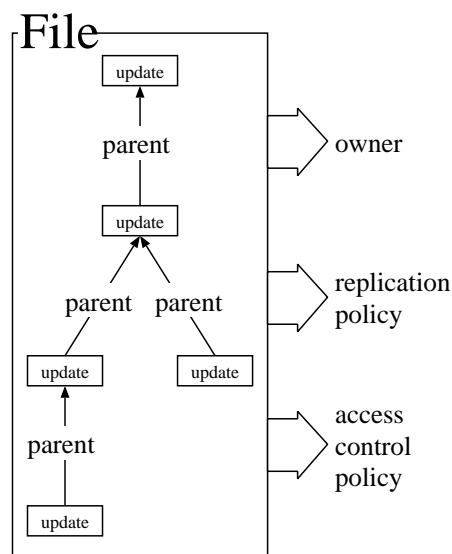 File
update
parent
owner
update
parent
parent
replication
policy
update
update
access
control
policy
parent
update